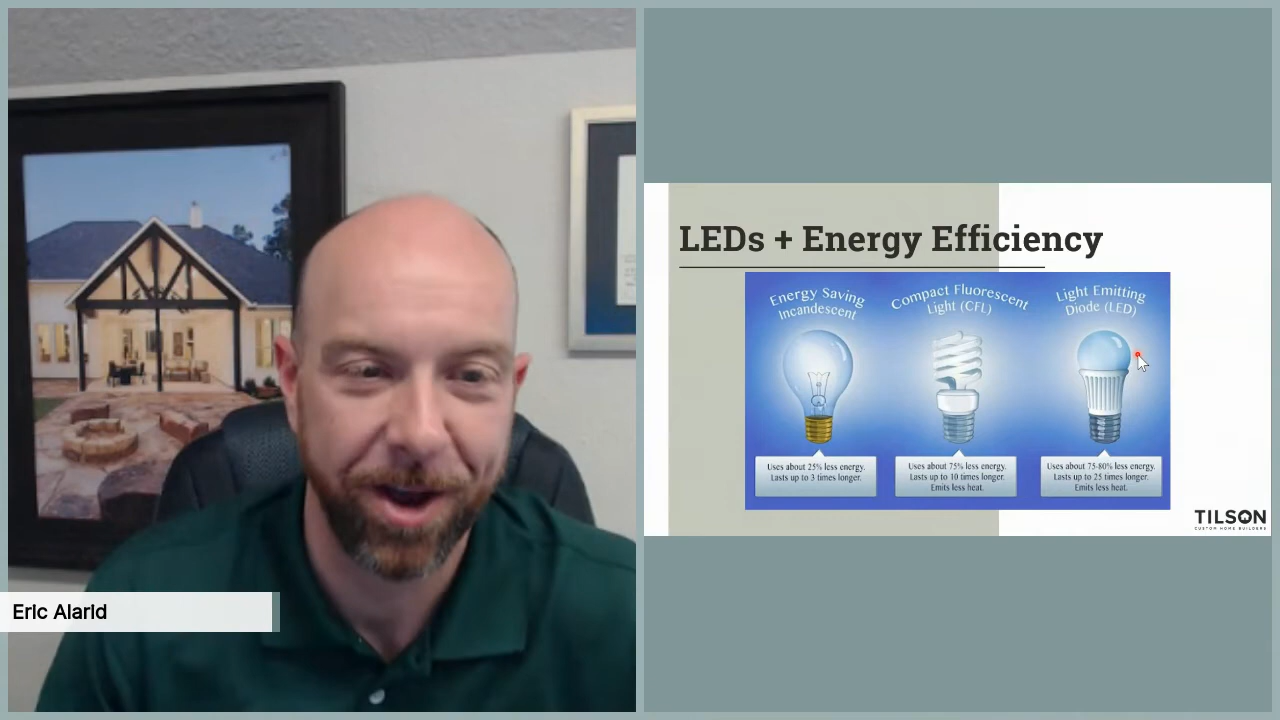 Eric Alarid
LEDs + Energy Efficiency
Energy Saving
Incandescent
Compact Fluorescent
Light (CFL)
Light Emitting
Diode (LED)
Uses about 25% less energy.
Lasts up to 3 times longer.
Uses about 75% less energy.
Lasts up to 10 times longer.
Emits less heat.
Uses about 75-80% less energy.
Lasts up to 25 times longer.
Emits less heat.
TILSON
CUSTOM HOME BUILDERS